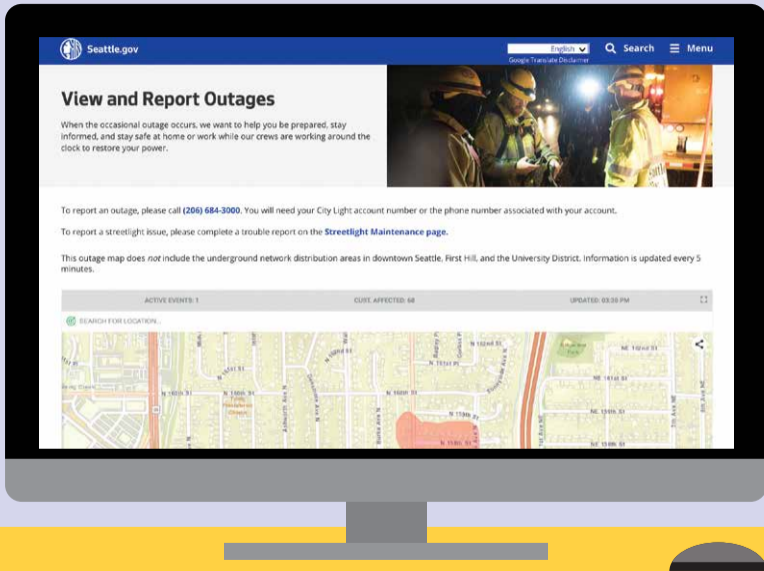 Seattle.gov
English
Search
Menu
Google Translate Disclaimer
View and Report Outages
When the occasional outage occurs, we want to help you be prepared, stay
informed, and stay safe at home or work while our crews are working around the
clock to restore your power.
To report an outage, please call (206) 684-3000. You will need your City Light account number or the phone number associated with your account.
To report a streetlight issue, please complete a trouble report on the Streetlight Maintenance page.
This outage map does not include the underground network distribution areas in downtown Seattle, First Hill, and the University District. Information is updated every 5
minutes.
ACTIVE EVENTS: 1
CUST. AFFECTED: 68
SEARCH FOR LOCATION...
N 160th St
N 160th St